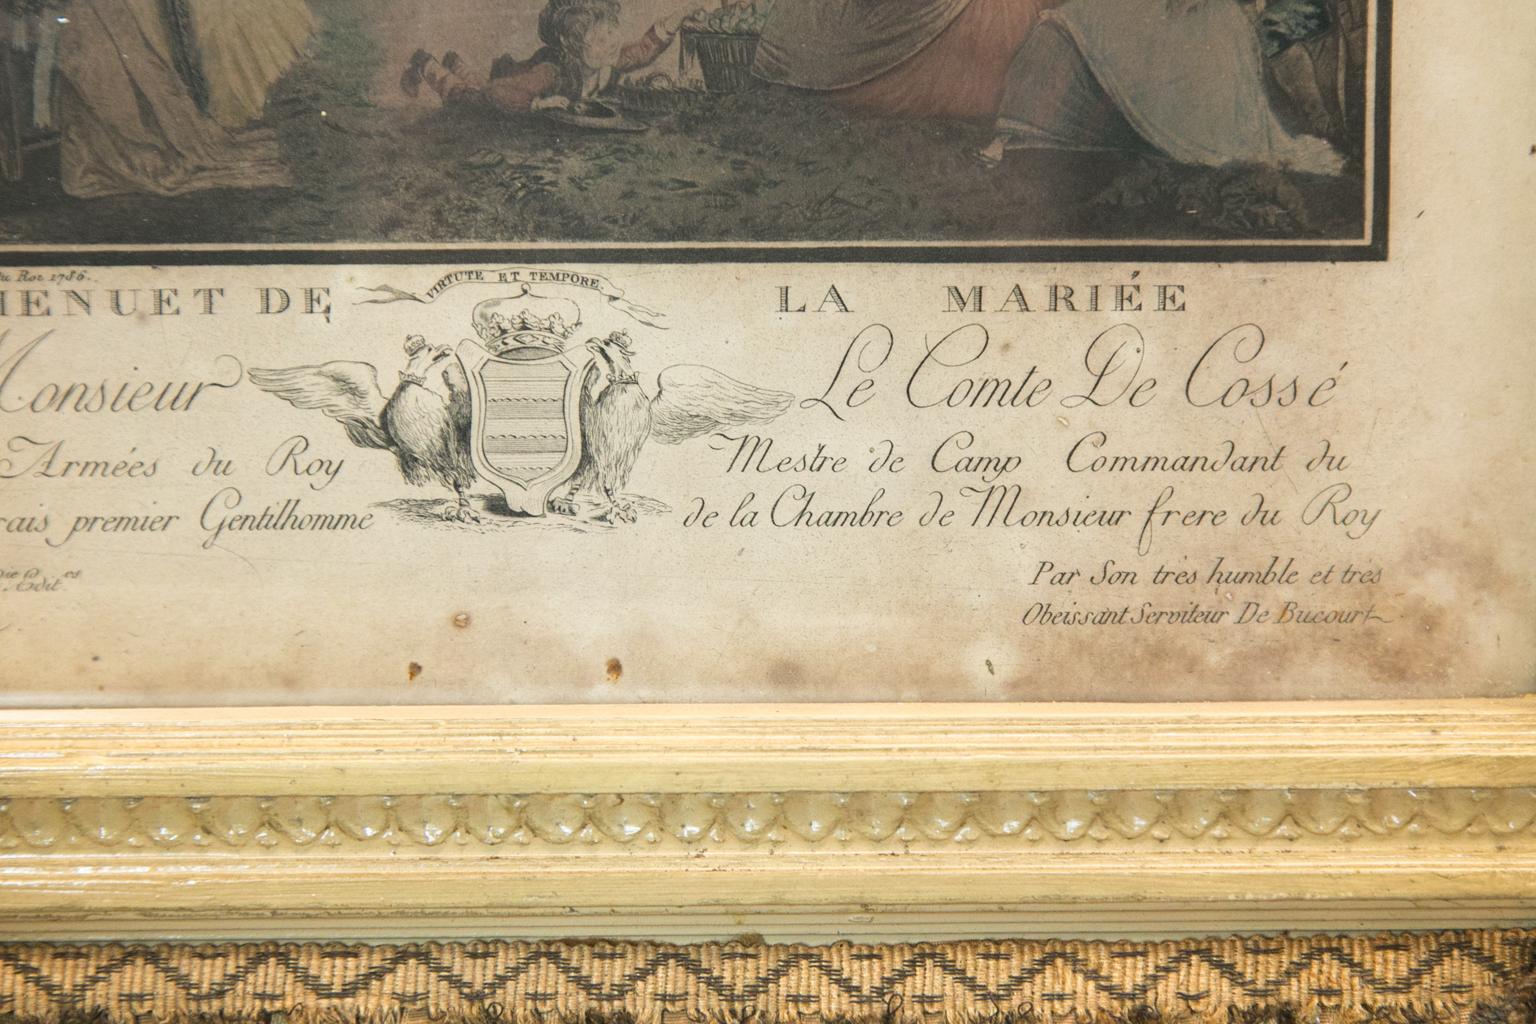 du Roi 1786.
VIRTUTE ET TEMPORE.
MENUET DE LA MARIÉE
Monsieur Le Comte De Cossé
Armées du Roy Mestre de Camp Commandant du
premier Gentilhomme de la Chambre de Monsieur frere du Roy
Par Son très humble et très
Obeissant Serviteur De Bucourt